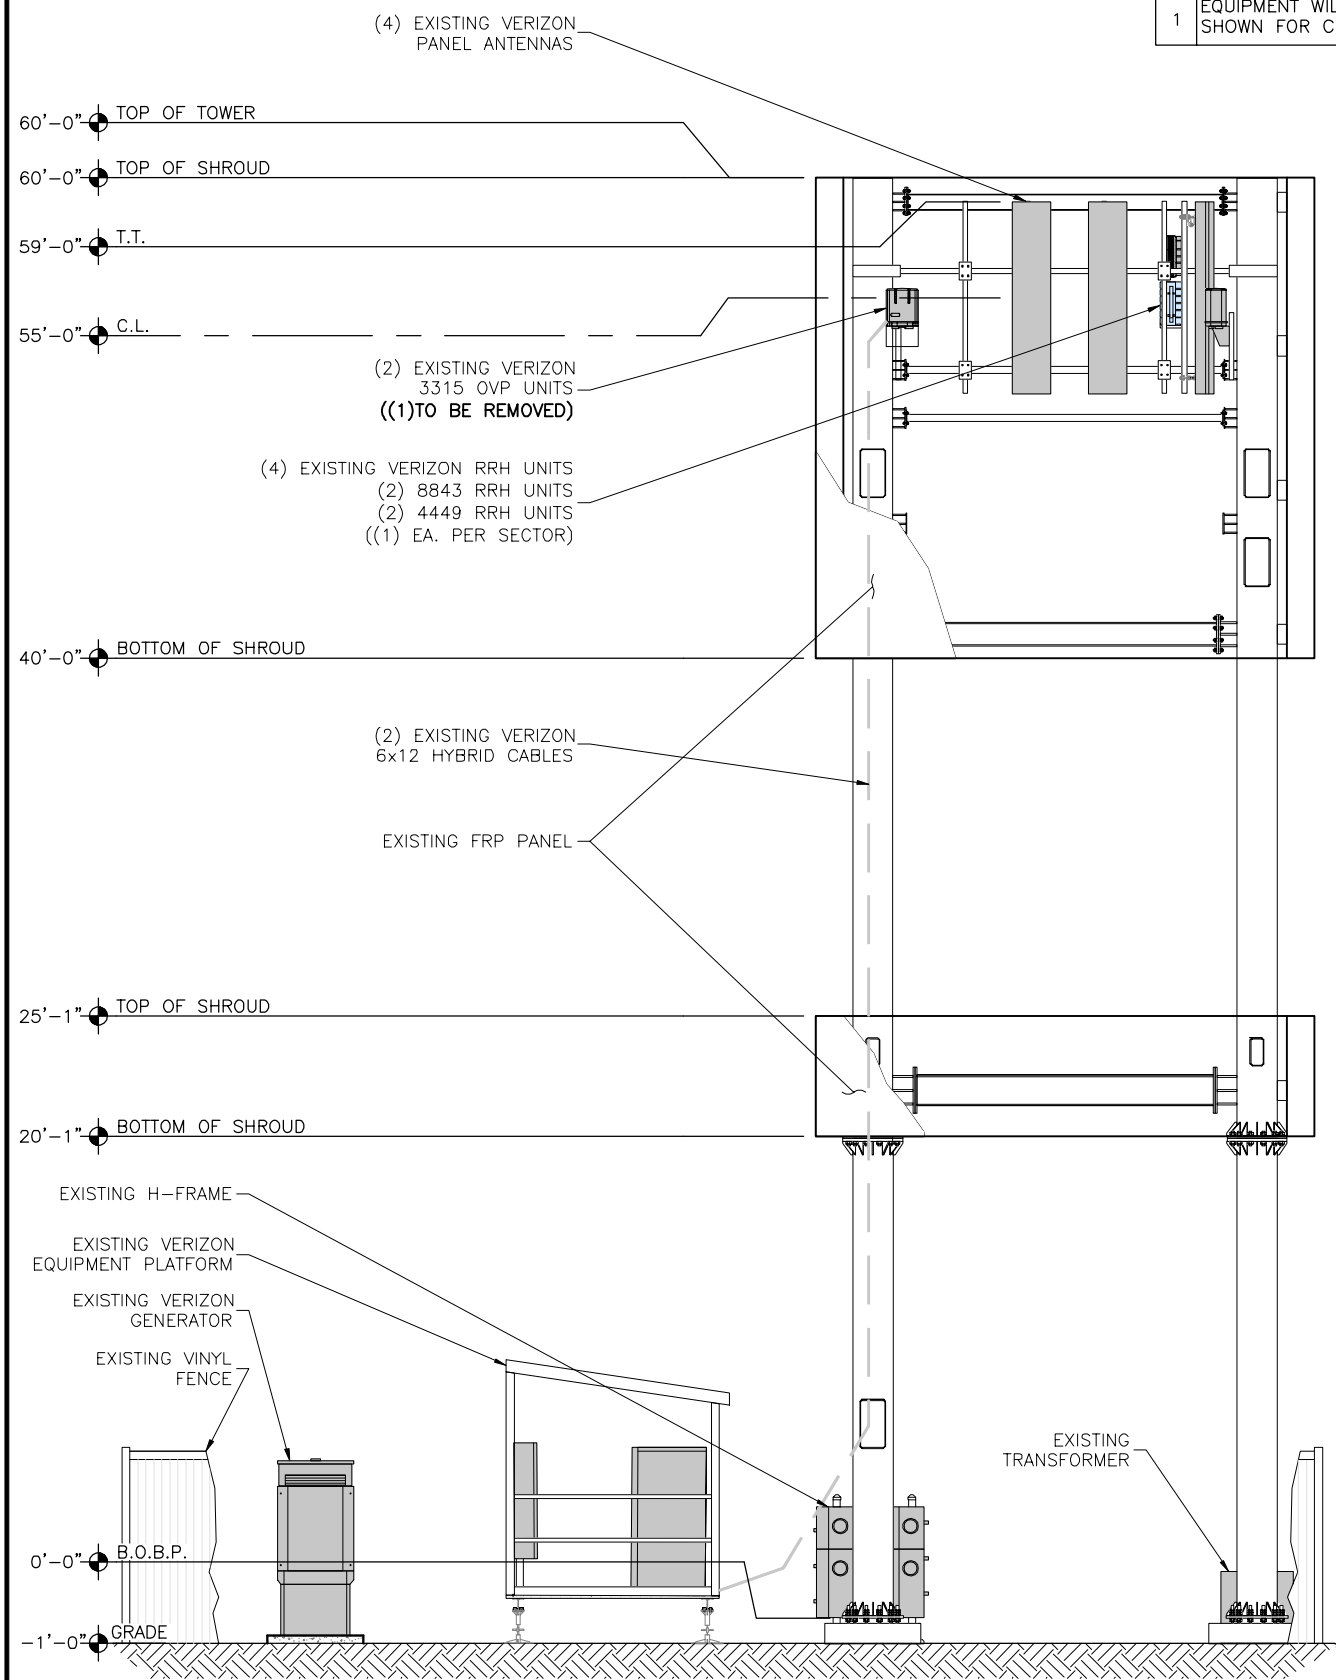 EQUIPMENT WIL
1 SHOWN FOR C
(4) EXISTING VERIZON
PANEL ANTENNAS
60'-0" TOP OF TOWER
60'-0" TOP OF SHROUD
59'-0" T.T.
55'-0" C.L.
(2) EXISTING VERIZON
3315 OVP UNITS
((1)TO BE REMOVED)
(4) EXISTING VERIZON RRH UNITS
(2) 8843 RRH UNITS
(2) 4449 RRH UNITS
((1) EA. PER SECTOR)
40'-0" BOTTOM OF SHROUD
(2) EXISTING VERIZON
6x12 HYBRID CABLES
EXISTING FRP PANEL
25'-1" TOP OF SHROUD
20'-1" BOTTOM OF SHROUD
EXISTING H-FRAME
EXISTING VERIZON
EQUIPMENT PLATFORM
EXISTING VERIZON
GENERATOR
EXISTING VINYL
FENCE
EXISTING
TRANSFORMER
0'-0" B.O.B.P.
-1'-0" GRADE